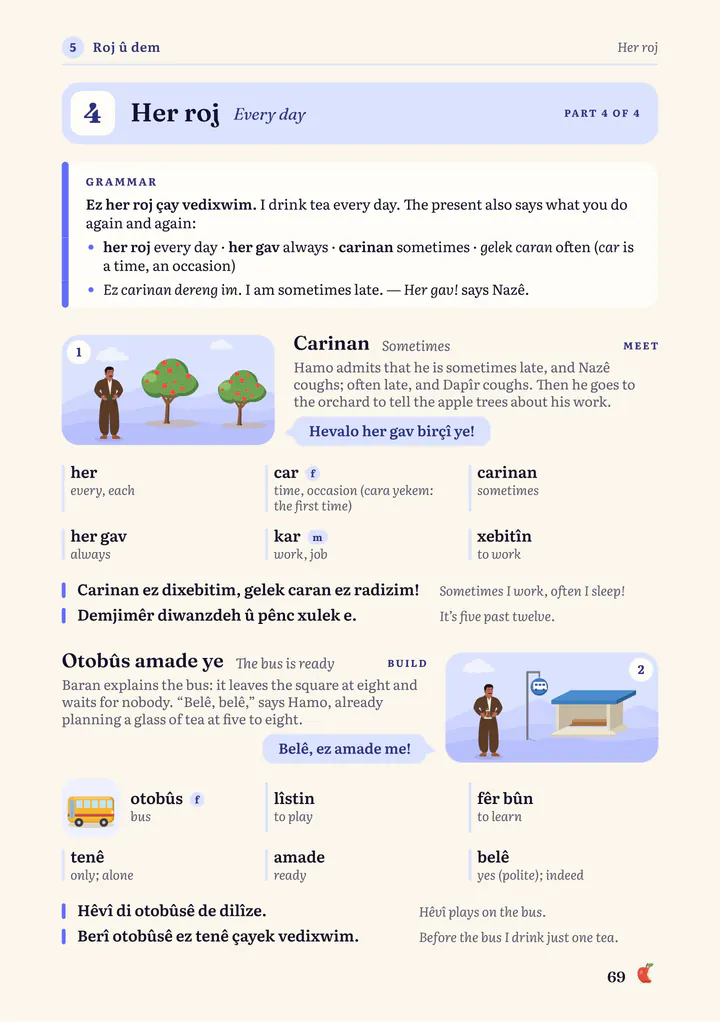 5 Roj û dem
Her roj
4 Her roj Every day
PART 4 OF 4
GRAMMAR
Ez her roj çay vedixwim. I drink tea every day. The present also says what you do
again and again:
• her roj every day · her gav always · carinan sometimes · gelek caran often (car is
a time, an occasion)
• Ez carinan dereng im. I am sometimes late. — Her gav! says Nazê.
1
Carinan Sometimes
MEET
Hamo admits that he is sometimes late, and Nazê
coughs; often late, and Dapîr coughs. Then he goes to
the orchard to tell the apple trees about his work.
Hevalo her gav birçî ye!
her
every, each
car f
time, occasion (cara yekem:
the first time)
carinan
sometimes
her gav
always
kar m
work, job
xebitîn
to work
Carinan ez dixebitim, gelek caran ez radizim!
Sometimes I work, often I sleep!
Demjimêr diwanzdeh û pênc xulek e.
It's five past twelve.
Otobûs amade ye The bus is ready
BUILD
Baran explains the bus: it leaves the square at eight and
waits for nobody. “Belê, belê,” says Hamo, already
planning a glass of tea at five to eight.
Belê, ez amade me!
2
otobûs f
bus
lîstin
to play
fêr bûn
to learn
tenê
only; alone
amade
ready
belê
yes (polite); indeed
Hêvî di otobûsê de dilîze.
Hêvî plays on the bus.
Berî otobûsê ez tenê çayek vedixwim.
Before the bus I drink just one tea.
69